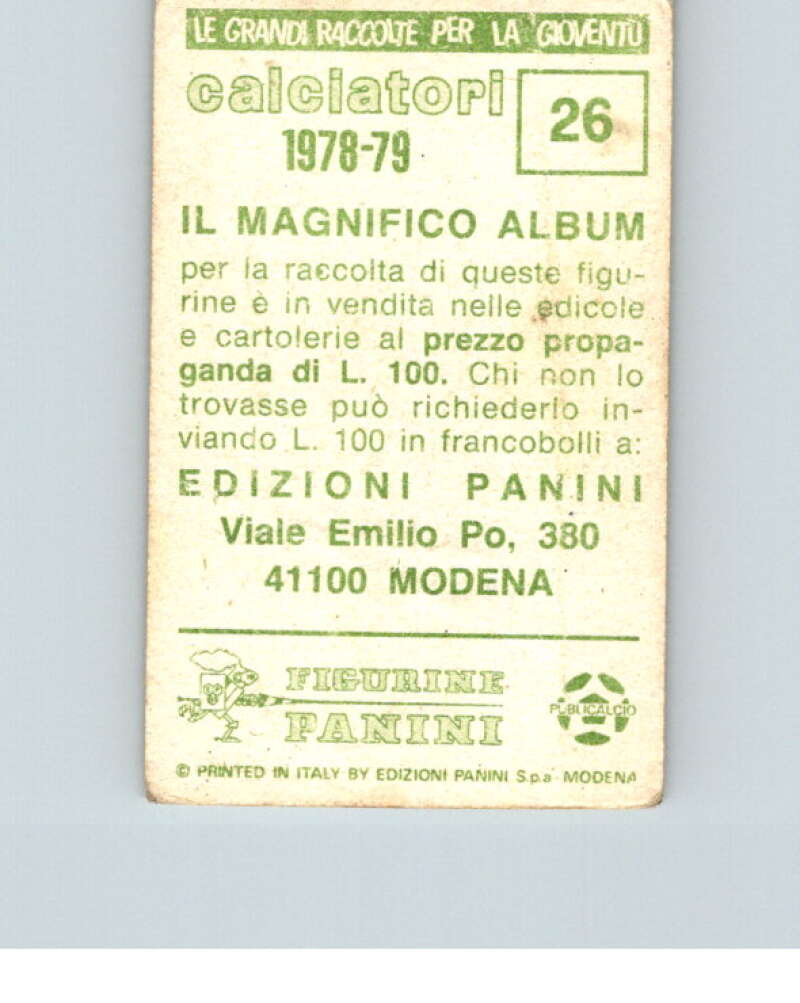 LE GRANDI RACCOLTE PER LA GIOVENTÙ
calciatori
1978-79
26
IL MAGNIFICO ALBUM
per la raccolta di queste figu-
rine è in vendita nelle edicole
e cartolerie al prezzo propa-
ganda di L. 100. Chi non lo
trovasse può richiederlo in-
viando L. 100 in francobolli a:
EDIZIONI PANINI
Viale Emilio Po, 380
41100 MODENA
FIGURINE
PANINI
PUBLICALCIO
© PRINTED IN ITALY BY EDIZIONI PANINI S.p.a. MODENA